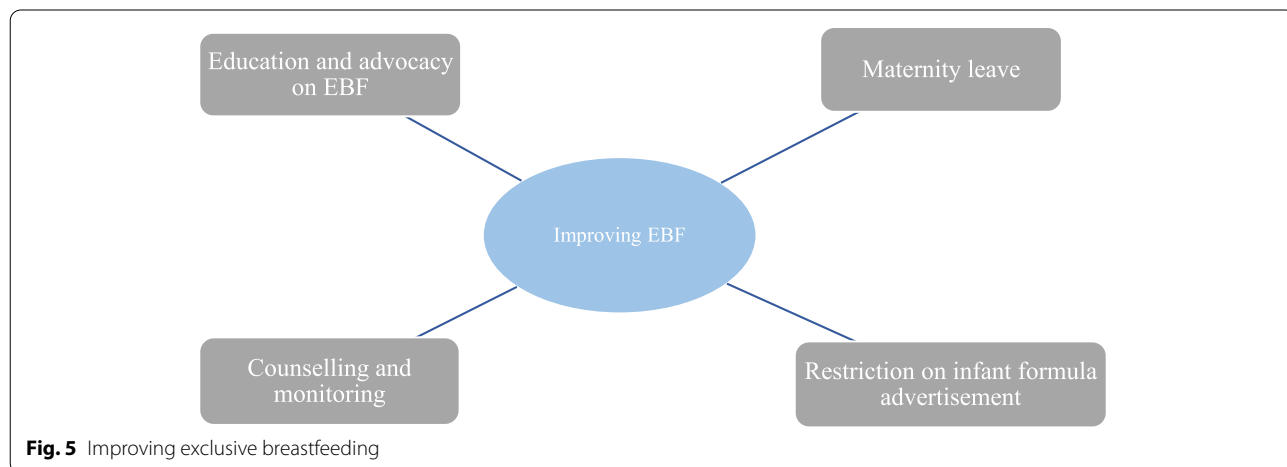 Education and advocacy
on EBF
Maternity leave
Improving EBF
Counselling and
monitoring
Restriction on infant formula
advertisement
Fig. 5 Improving exclusive breastfeeding